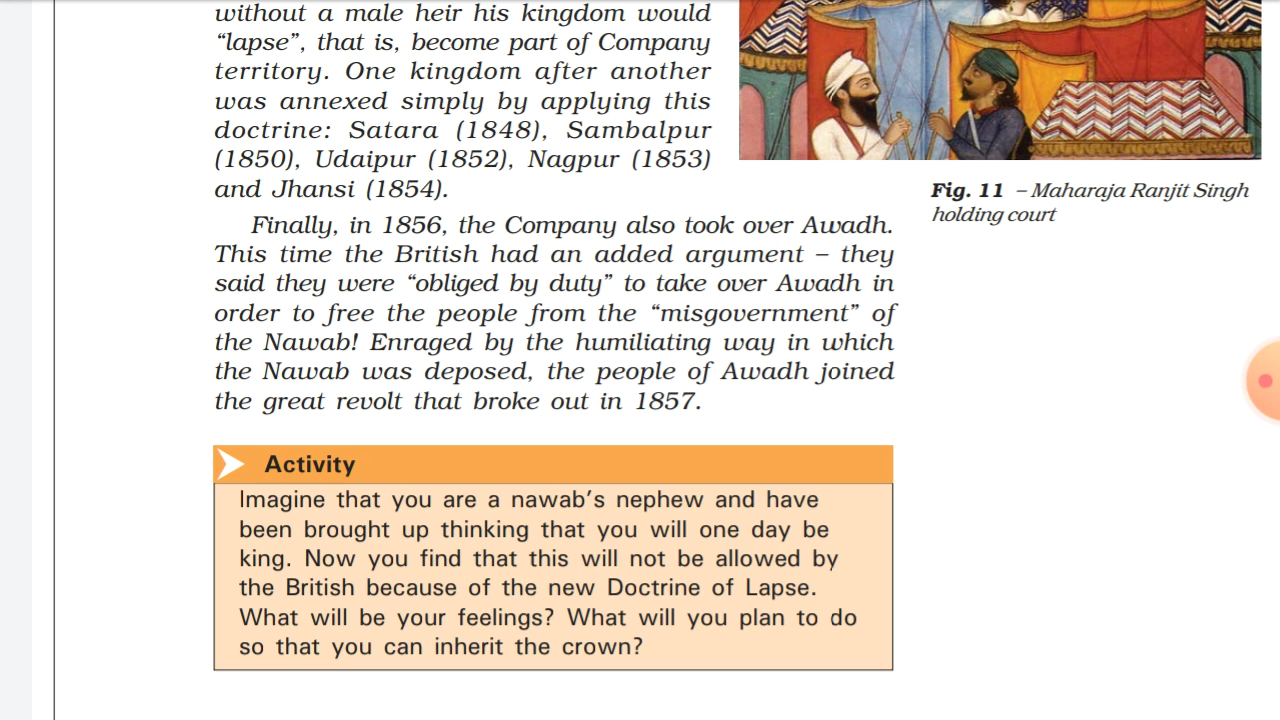 without a male heir his kingdom would
“lapse”, that is, become part of Company
territory. One kingdom after another
was annexed simply by applying this
doctrine: Satara (1848), Sambalpur
(1850), Udaipur (1852), Nagpur (1853)
and Jhansi (1854).
Fig. 11 – Maharaja Ranjit Singh
holding court
Finally, in 1856, the Company also took over Awadh.
This time the British had an added argument – they
said they were “obliged by duty” to take over Awadh in
order to free the people from the “misgovernment” of
the Nawab! Enraged by the humiliating way in which
the Nawab was deposed, the people of Awadh joined
the great revolt that broke out in 1857.
Activity
Imagine that you are a nawab’s nephew and have
been brought up thinking that you will one day be
king. Now you find that this will not be allowed by
the British because of the new Doctrine of Lapse.
What will be your feelings? What will you plan to do
so that you can inherit the crown?